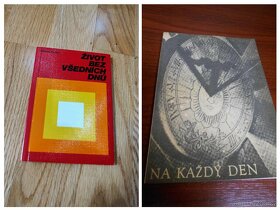 ŽIVOT
BEZ
VŠEDNÍCH
DNŮ
NA KAŽDÝ DEN